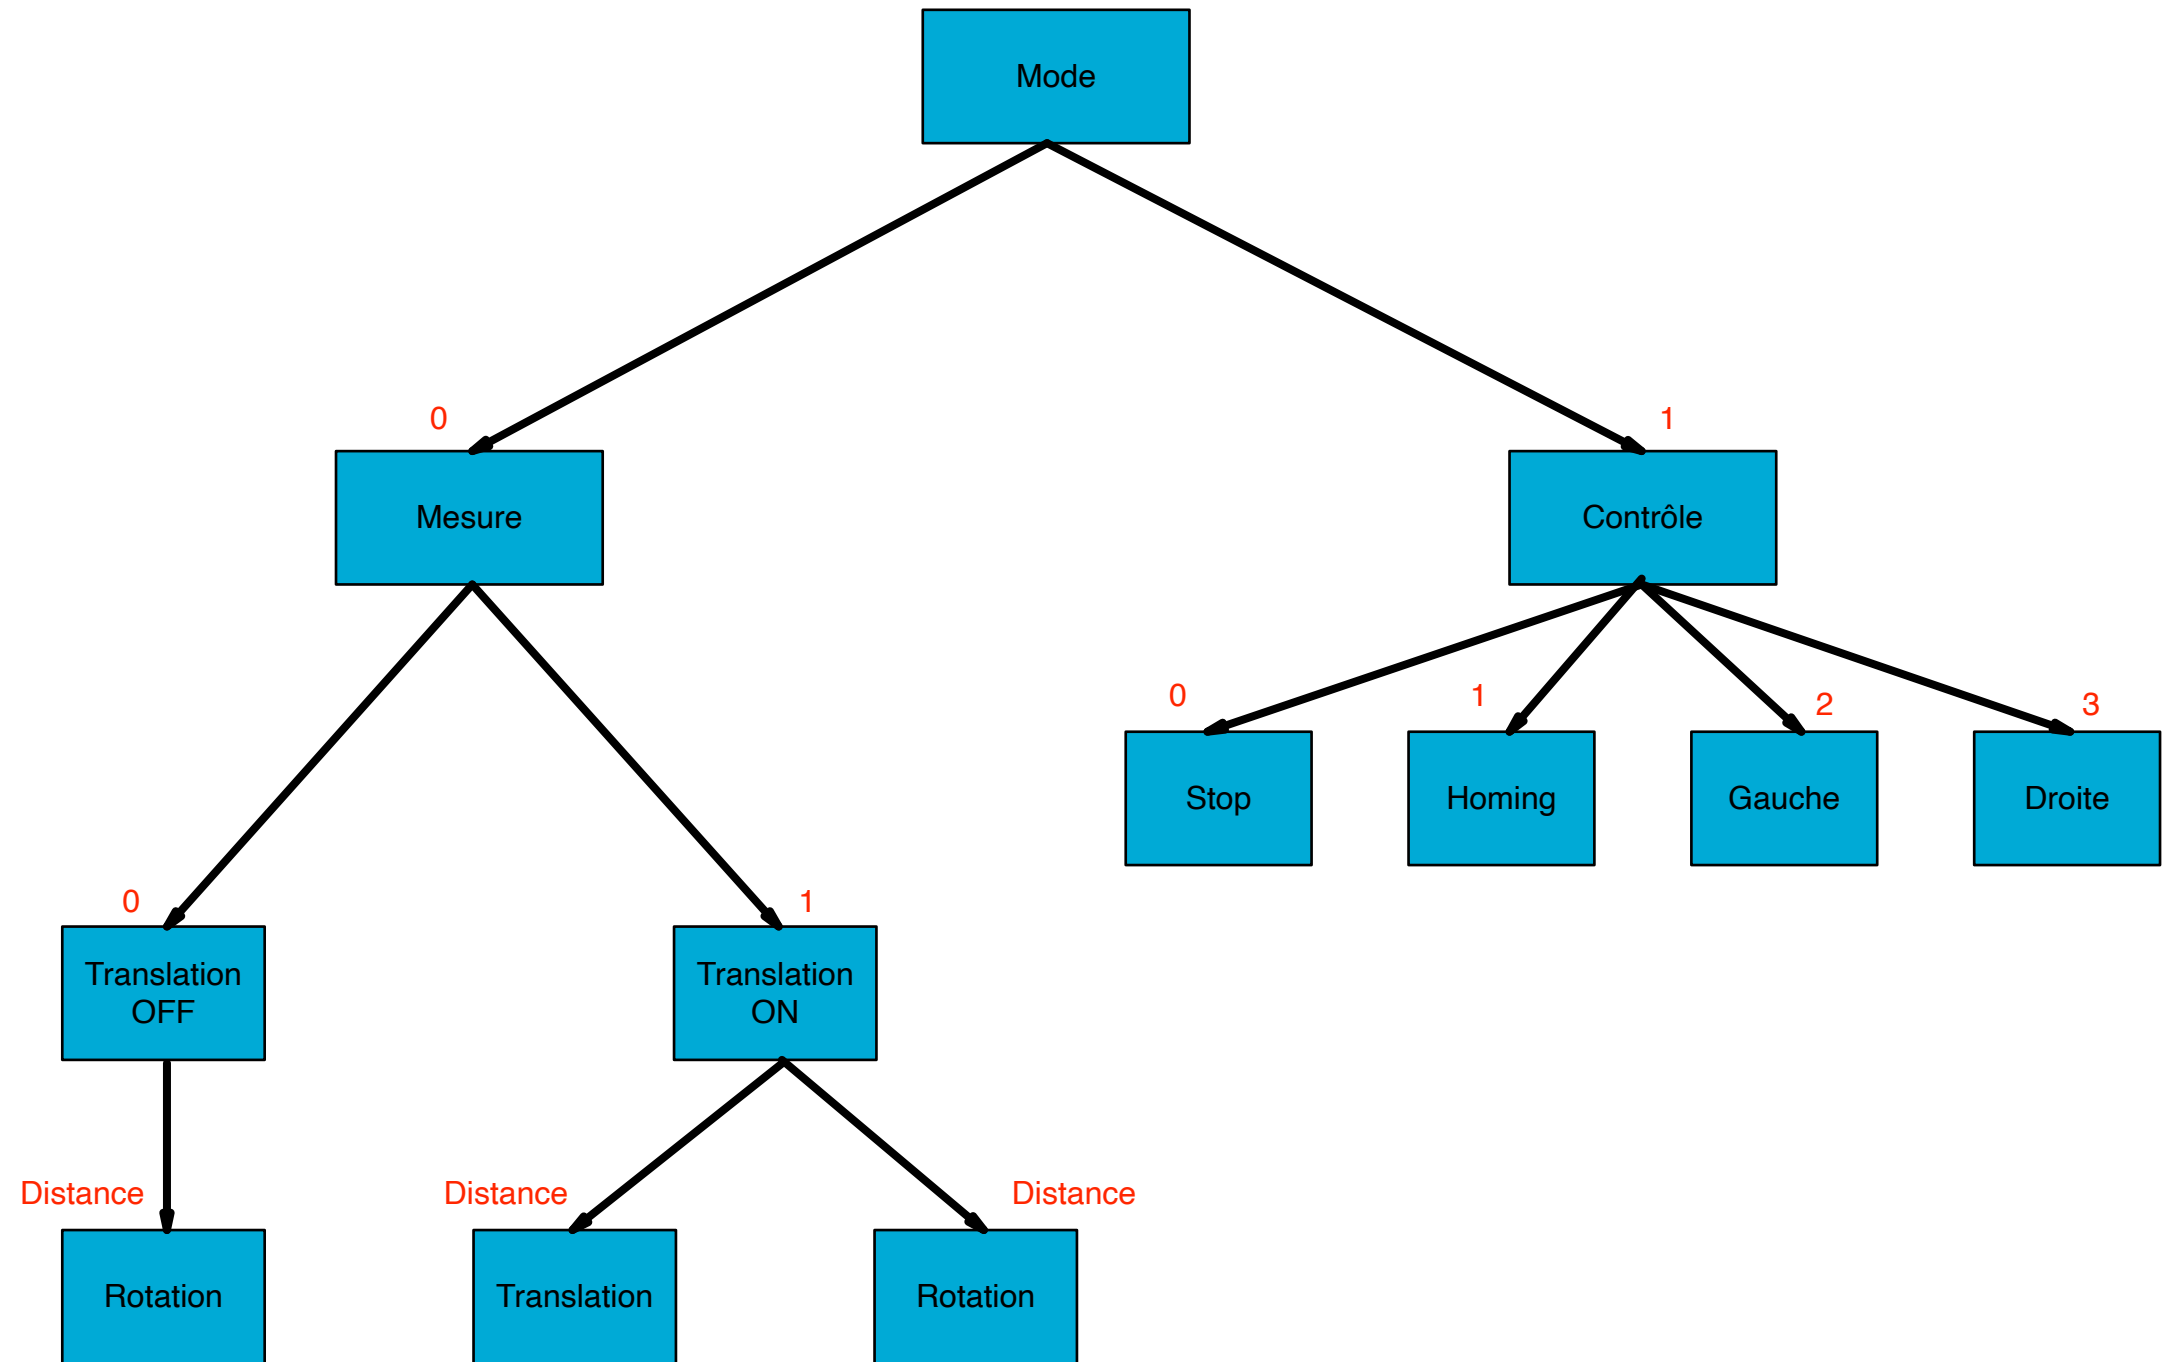 Mode
0
1
Mesure
Contrôle
0
1
2
3
Stop
Homing
Gauche
Droite
0
1
Translation
OFF
Translation
ON
Distance
Distance
Distance
Rotation
Translation
Rotation